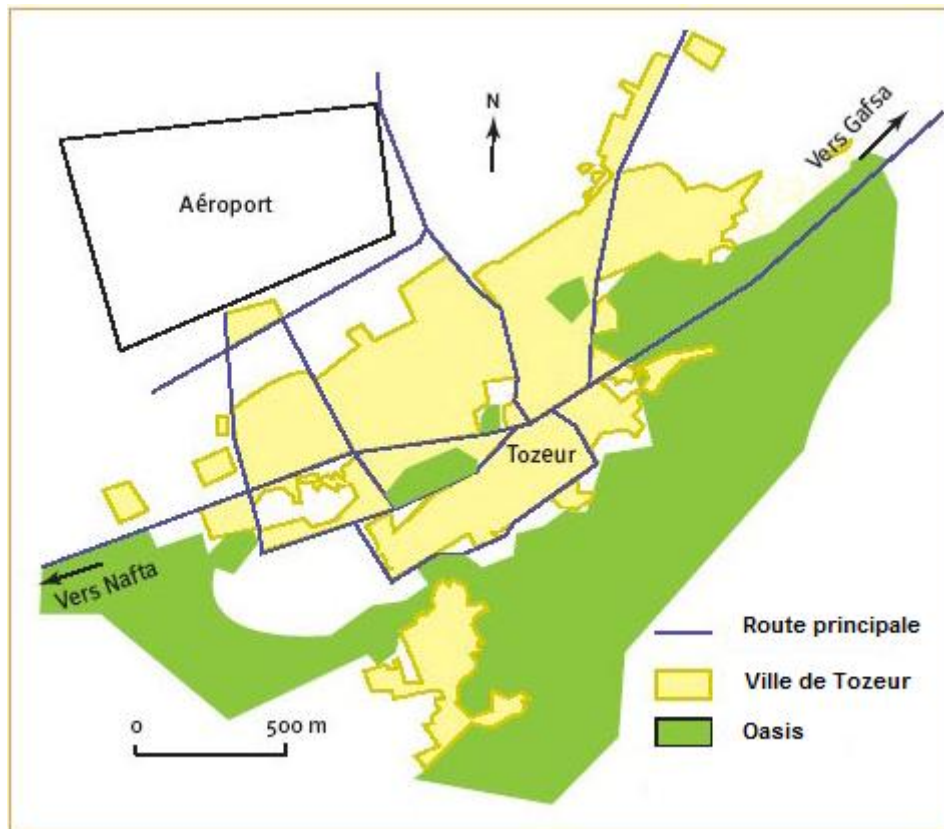 N
Vers Gafsa
Aéroport
Tozeur
Vers Nafta
Route principale
Ville de Tozeur
Oasis
0 500 m